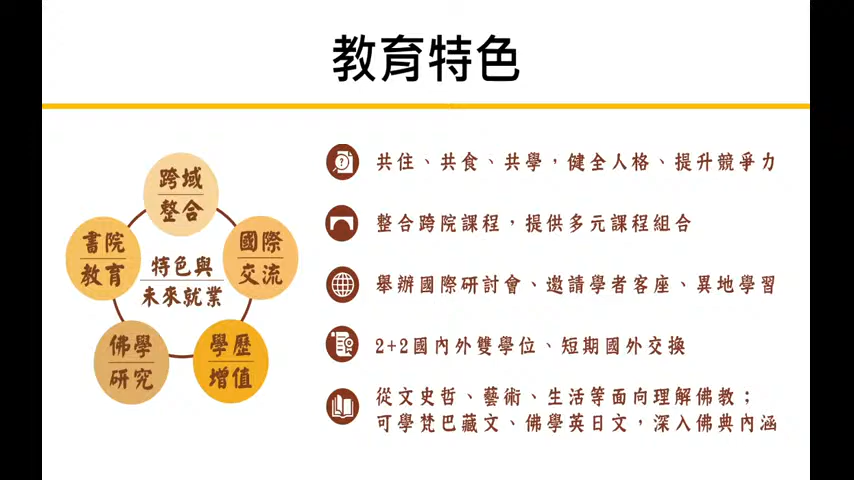 教育特色
跨域
整合
書院
教育
國際
交流
特色與
未來就業
佛學
研究
學歷
增值
共住、共食、共學，健全人格、提升競爭力
整合跨院課程，提供多元課程組合
舉辦國際研討會、邀請學者客座、異地學習
2+2國內外雙學位、短期國外交換
從文史哲、藝術、生活等面向理解佛教；
可學梵巴藏文、佛學英日文，深入佛典內涵